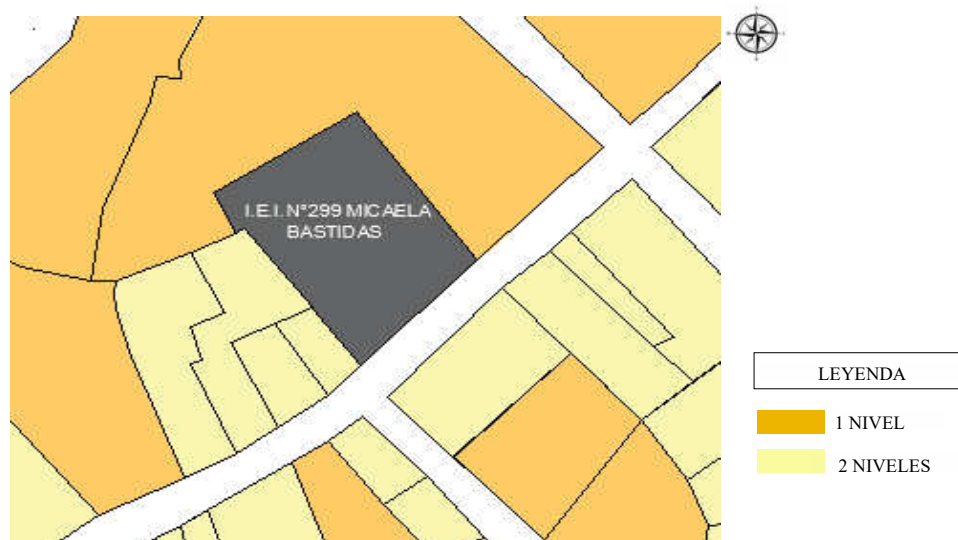 I.E.I. N°299 MICAELA
BASTIDAS
LEYENDA
1 NIVEL
2 NIVELES